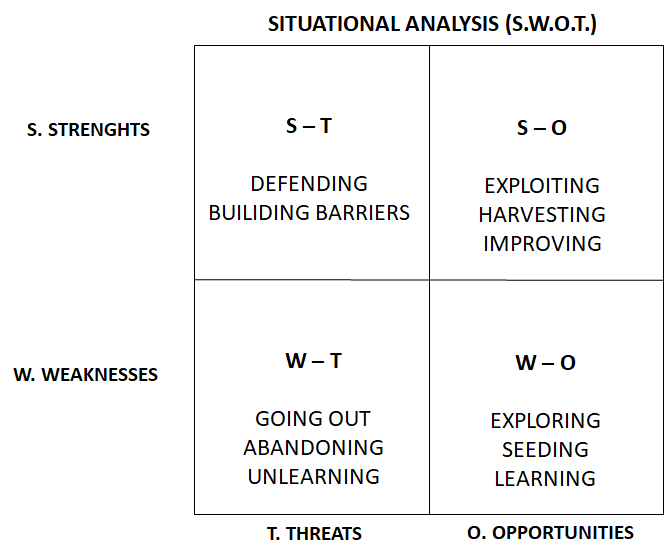 SITUATIONAL ANALYSIS (S.W.O.T.)
S. STRENGHTS
S – T
DEFENDING
BUILIDING BARRIERS
S – O
EXPLOITING
HARVESTING
IMPROVING
W. WEAKNESSES
W – T
GOING OUT
ABANDONING
UNLEARNING
W – O
EXPLORING
SEEDING
LEARNING
T. THREATS
O. OPPORTUNITIES